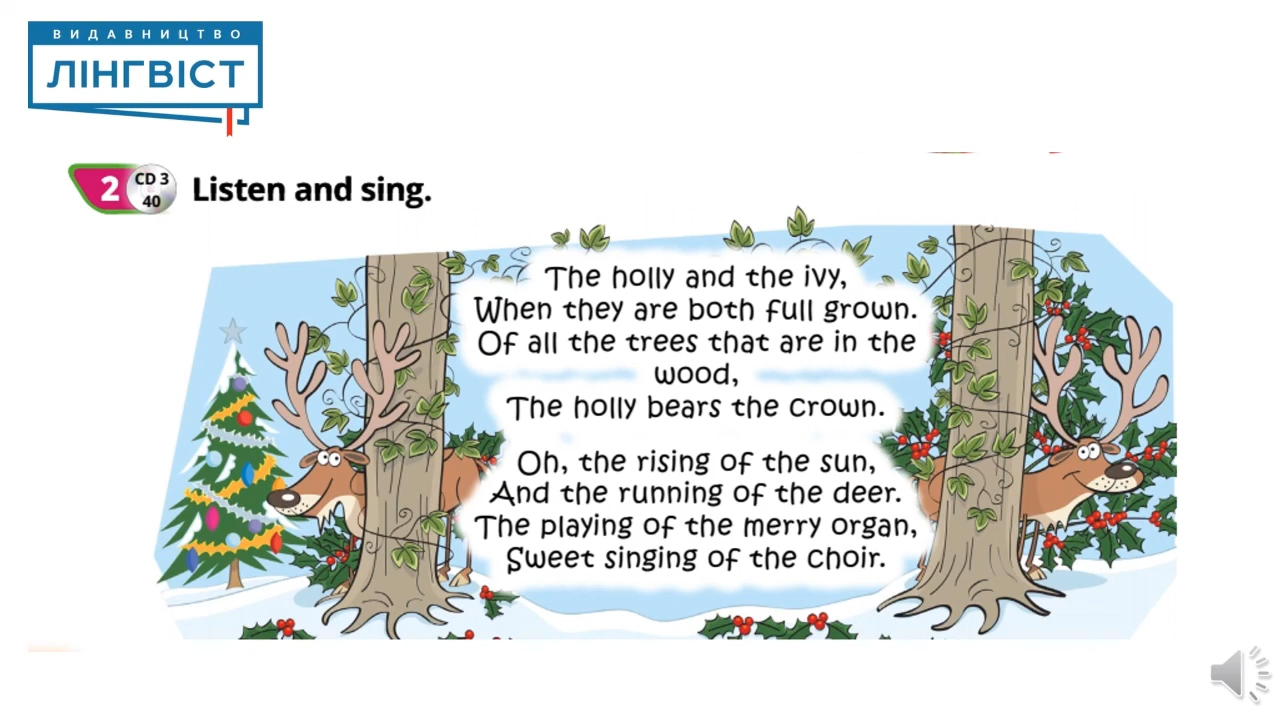 ВИДАВНИЦТВО
ЛІНГВІСТ
2 CD 3 40 Listen and sing.
The holly and the ivy,
When they are both full grown.
Of all the trees that are in the
wood,
The holly bears the crown.
Oh, the rising of the sun,
And the running of the deer.
The playing of the merry organ,
Sweet singing of the choir.